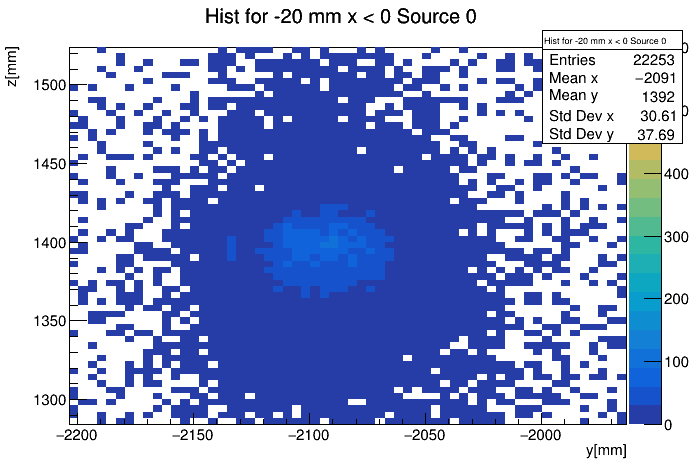 Hist for -20 mm x < 0 Source 0
z[mm]
Hist for -20 mm x < 0 Source 0
Entries 22253
Mean x −2091
Mean y 1392
Std Dev x 30.61
Std Dev y 37.69
1500
1450
1400
1350
1300
0
0
400
300
200
100
0
−2200 −2150 −2100 −2050 −2000
y[mm]